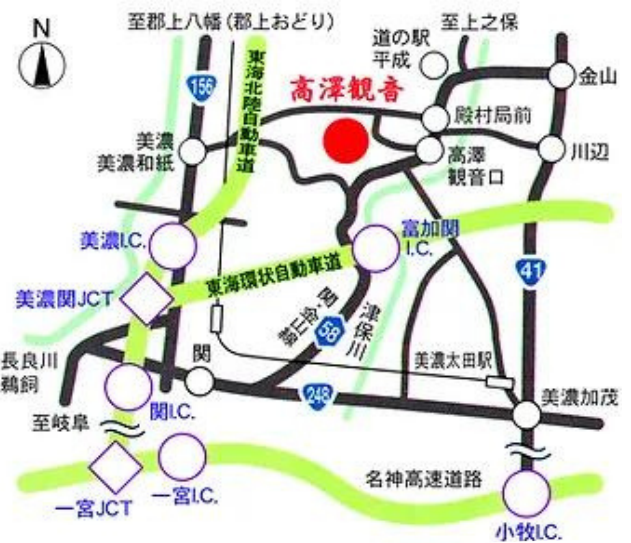 N
至郡上八幡(郡上おどり)
至上之保
道の駅
平成
金山
156
東海北陸自動車道
高澤観音
殿村局前
美濃
美濃和紙
高澤
観音口
川辺
美濃I.C.
富加関
I.C.
東海環状自動車道
41
美濃関JCT
関・金山線
58
津保川
長良川
鵜飼
関
美濃太田駅
248
美濃加茂
関I.C.
至岐阜
一宮JCT
一宮I.C.
名神高速道路
小牧I.C.